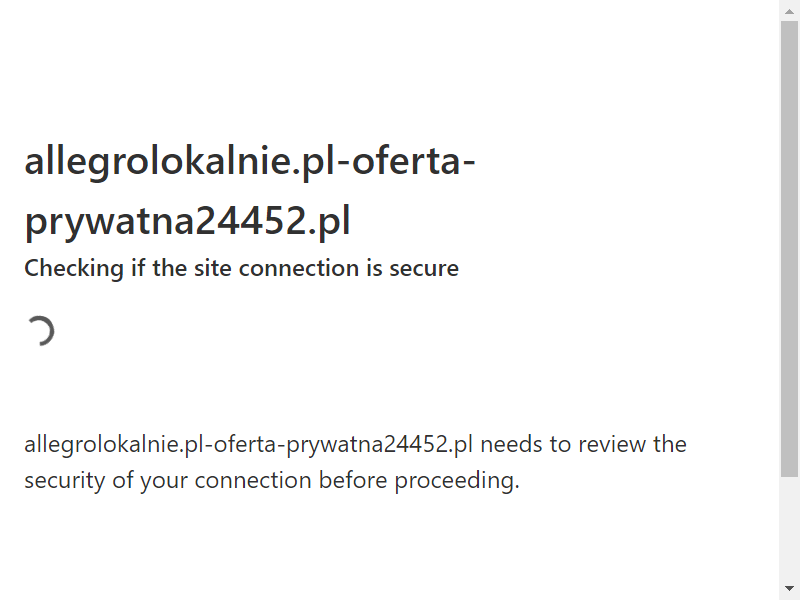 allegrolokalnie.pl-oferta-
prywatna24452.pl
Checking if the site connection is secure
allegrolokalnie.pl-oferta-prywatna24452.pl needs to review the
security of your connection before proceeding.